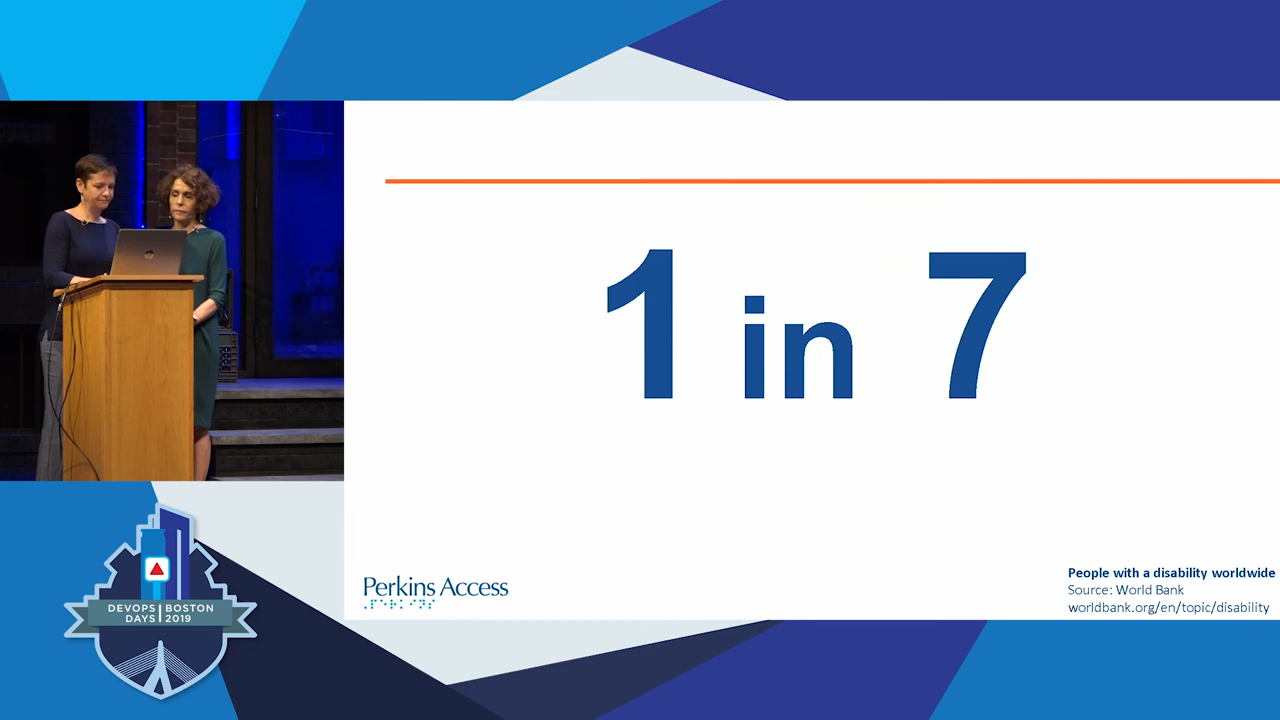 1 in 7
Perkins Access
People with a disability worldwide
Source: World Bank
worldbank.org/en/topic/disability
DEVOPS BOSTON
DAYS 2019